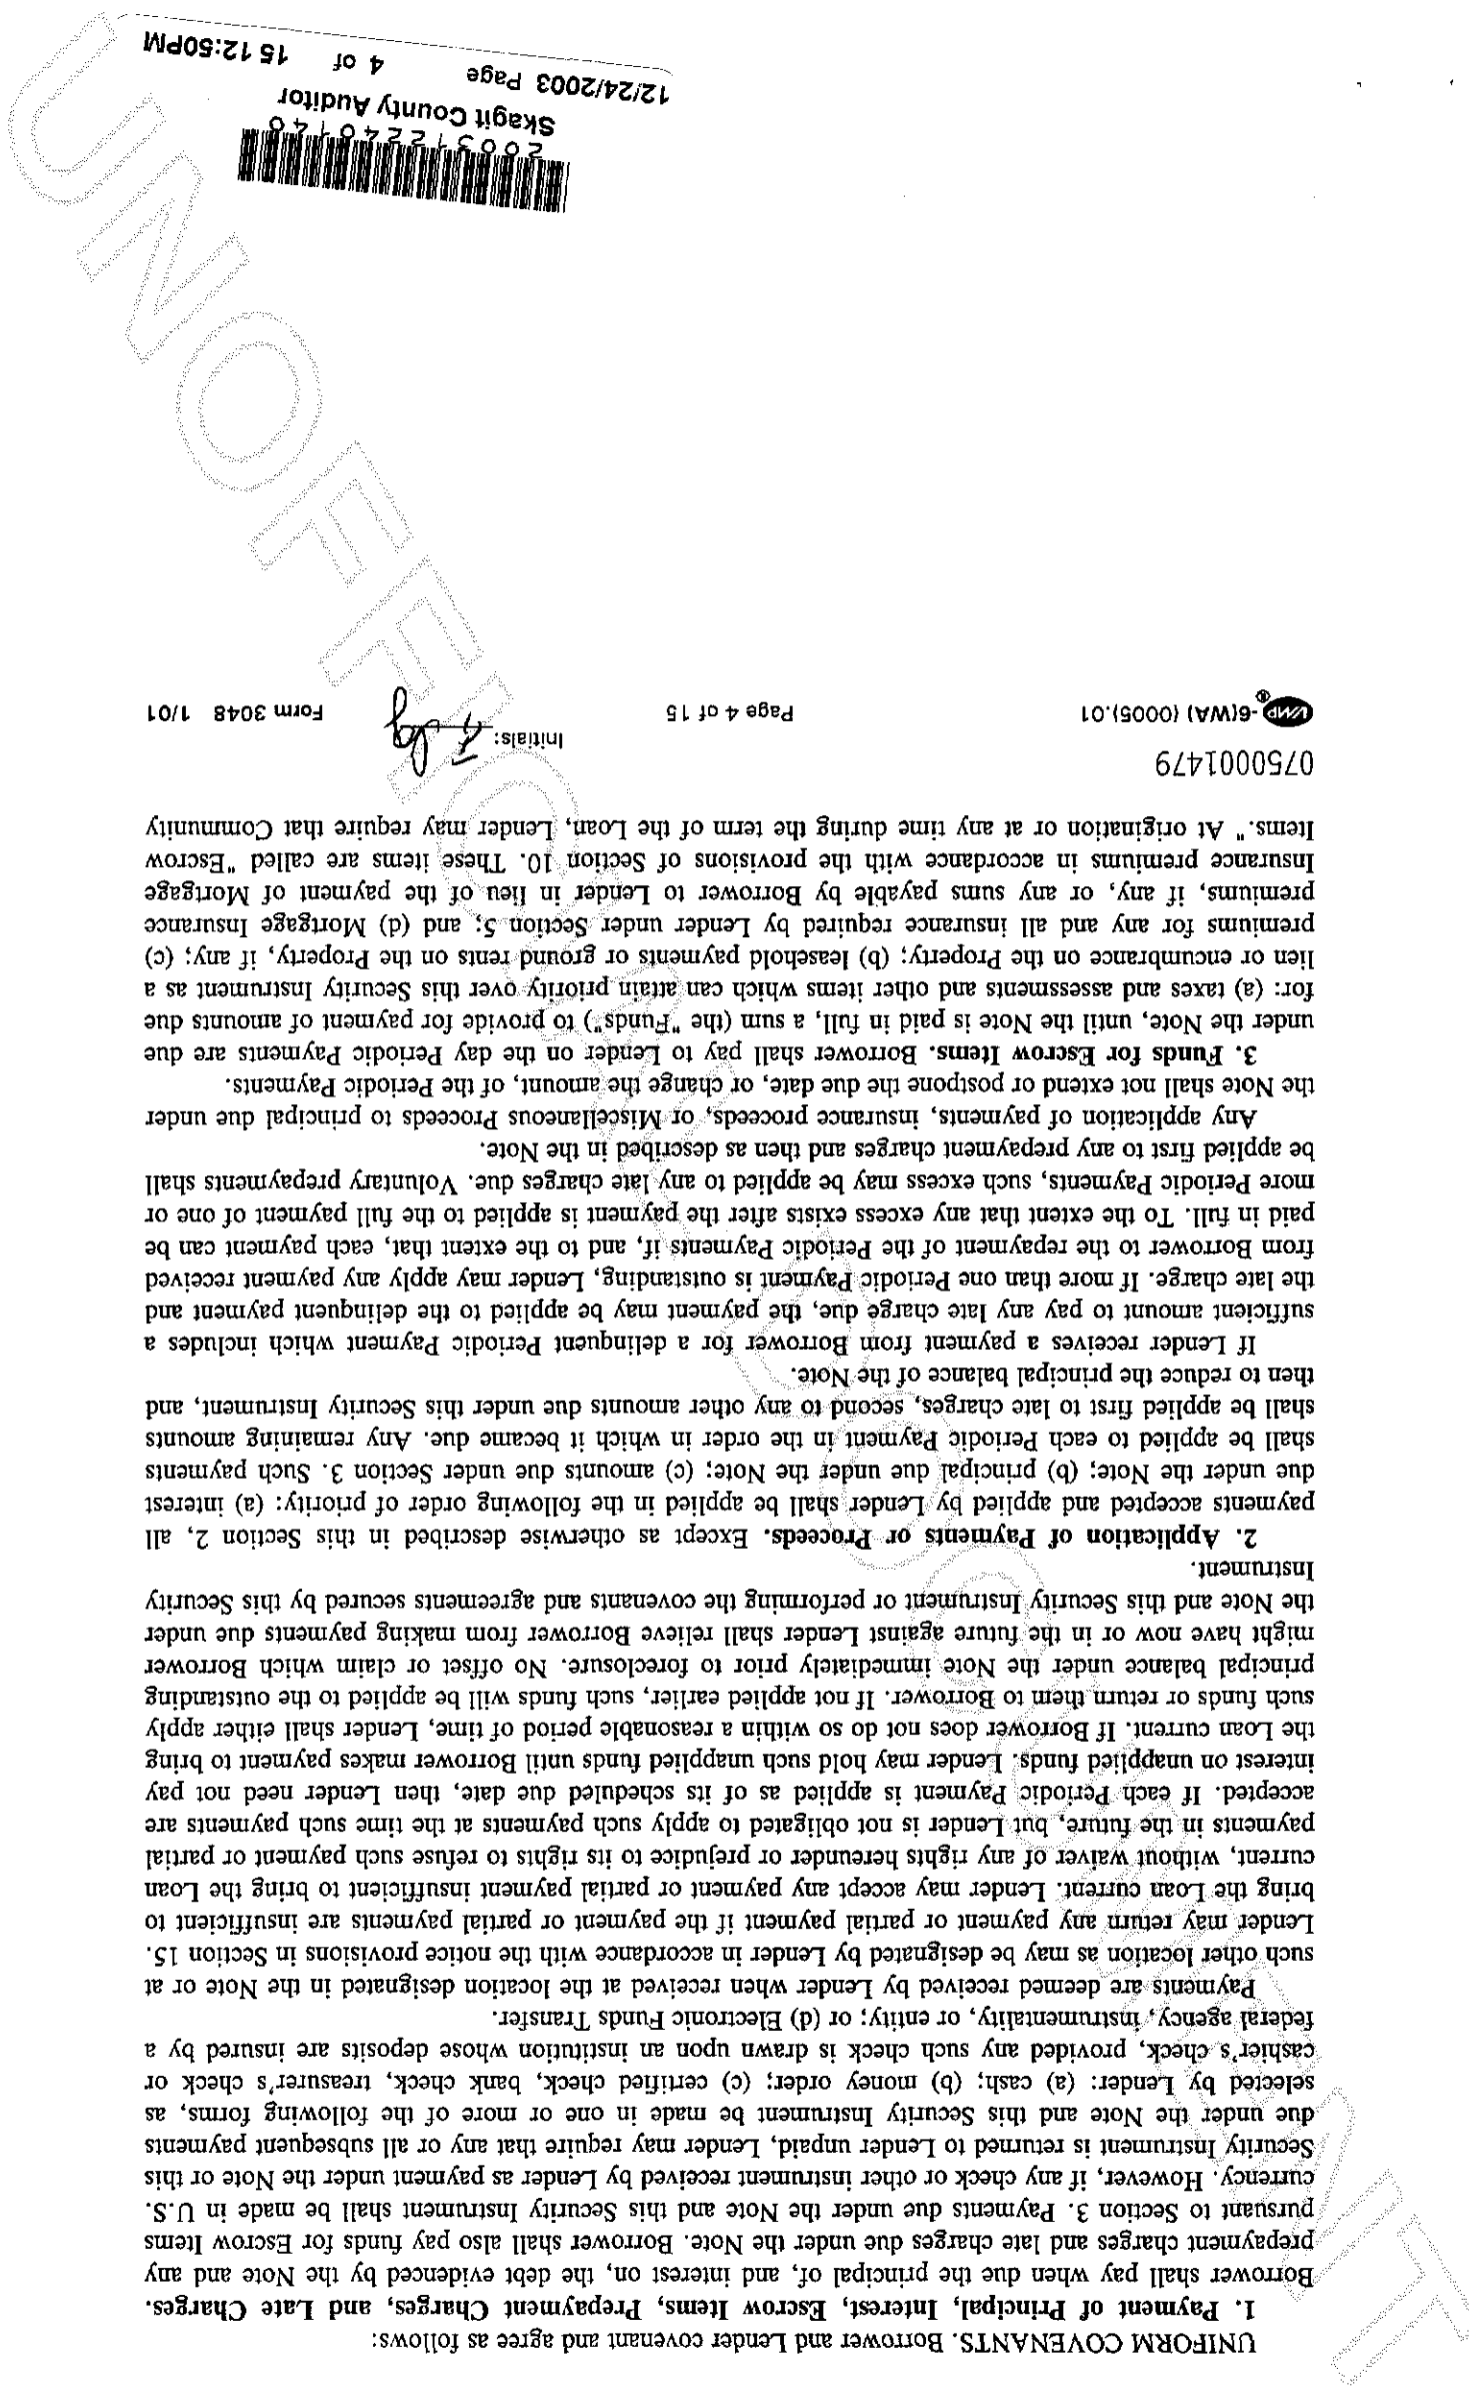 UNIFORM COVENANTS. Borrower and Lender covenant and agree as follows:
1. Payment of Principal, Interest, Escrow Items, Prepayment Charges, and Late Charges.
Borrower shall pay when due the principal of, and interest on, the debt evidenced by the Note and any
prepayment charges and late charges due under the Note. Borrower shall also pay funds for Escrow Items
pursuant to Section 3. Payments due under the Note and this Security Instrument shall be made in U.S.
currency. However, if any check or other instrument received by Lender as payment under the Note or this
Security Instrument is returned to Lender unpaid, Lender may require that any or all subsequent payments
due under the Note and this Security Instrument be made in one or more of the following forms, as
selected by Lender: (a) cash; (b) money order; (c) certified check, bank check, treasurer's check or
cashier's check, provided any such check is drawn upon an institution whose deposits are insured by a
federal agency, instrumentality, or entity; or (d) Electronic Funds Transfer.
Payments are deemed received by Lender when received at the location designated in the Note or at
such other location as may be designated by Lender in accordance with the notice provisions in Section 15.
Lender may return any payment or partial payment if the payment or partial payments are insufficient to
bring the Loan current. Lender may accept any payment or partial payment insufficient to bring the Loan
current, without waiver of any rights hereunder or prejudice to its rights to refuse such payment or partial
payments in the future, but Lender is not obligated to apply such payments at the time such payments are
accepted. If each Periodic Payment is applied as of its scheduled due date, then Lender need not pay
interest on unapplied funds. Lender may hold such unapplied funds until Borrower makes payment to bring
the Loan current. If Borrower does not do so within a reasonable period of time, Lender shall either apply
such funds or return them to Borrower. If not applied earlier, such funds will be applied to the outstanding
principal balance under the Note immediately prior to foreclosure. No offset or claim which Borrower
might have now or in the future against Lender shall relieve Borrower from making payments due under
the Note and this Security Instrument or performing the covenants and agreements secured by this Security
Instrument.
2. Application of Payments or Proceeds. Except as otherwise described in this Section 2, all
payments accepted and applied by Lender shall be applied in the following order of priority: (a) interest
due under the Note; (b) principal due under the Note; (c) amounts due under Section 3. Such payments
shall be applied to each Periodic Payment in the order in which it became due. Any remaining amounts
shall be applied first to late charges, second to any other amounts due under this Security Instrument, and
then to reduce the principal balance of the Note.
If Lender receives a payment from Borrower for a delinquent Periodic Payment which includes a
sufficient amount to pay any late charge due, the payment may be applied to the delinquent payment and
the late charge. If more than one Periodic Payment is outstanding, Lender may apply any payment received
from Borrower to the repayment of the Periodic Payments if, and to the extent that, each payment can be
paid in full. To the extent that any excess exists after the payment is applied to the full payment of one or
more Periodic Payments, such excess may be applied to any late charges due. Voluntary prepayments shall
be applied first to any prepayment charges and then as described in the Note.
Any application of payments, insurance proceeds, or Miscellaneous Proceeds to principal due under
the Note shall not extend or postpone the due date, or change the amount, of the Periodic Payments.
3. Funds for Escrow Items. Borrower shall pay to Lender on the day Periodic Payments are due
under the Note, until the Note is paid in full, a sum (the "Funds") to provide for payment of amounts due
for: (a) taxes and assessments and other items which can attain priority over this Security Instrument as a
lien or encumbrance on the Property; (b) leasehold payments or ground rents on the Property, if any; (c)
premiums for any and all insurance required by Lender under Section 5; and (d) Mortgage Insurance
premiums, if any, or any sums payable by Borrower to Lender in lieu of the payment of Mortgage
Insurance premiums in accordance with the provisions of Section 10. These items are called "Escrow
Items." At origination or at any time during the term of the Loan, Lender may require that Community
0750001479
Initials:
VMP®-6(WA) (0005).01 Page 4 of 15 Form 3048 1/01
200312240140
Skagit County Auditor
12/24/2003 Page 4 of 15 12:50PM
UNOFFICIAL DOCUMENT